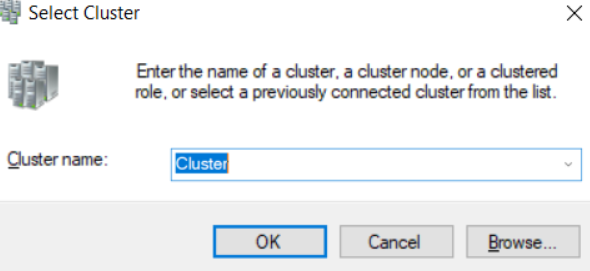 Select Cluster
Enter the name of a cluster, a cluster node, or a clustered
role, or select a previously connected cluster from the list.
Cluster name:
Cluster
OK
Cancel
Browse...